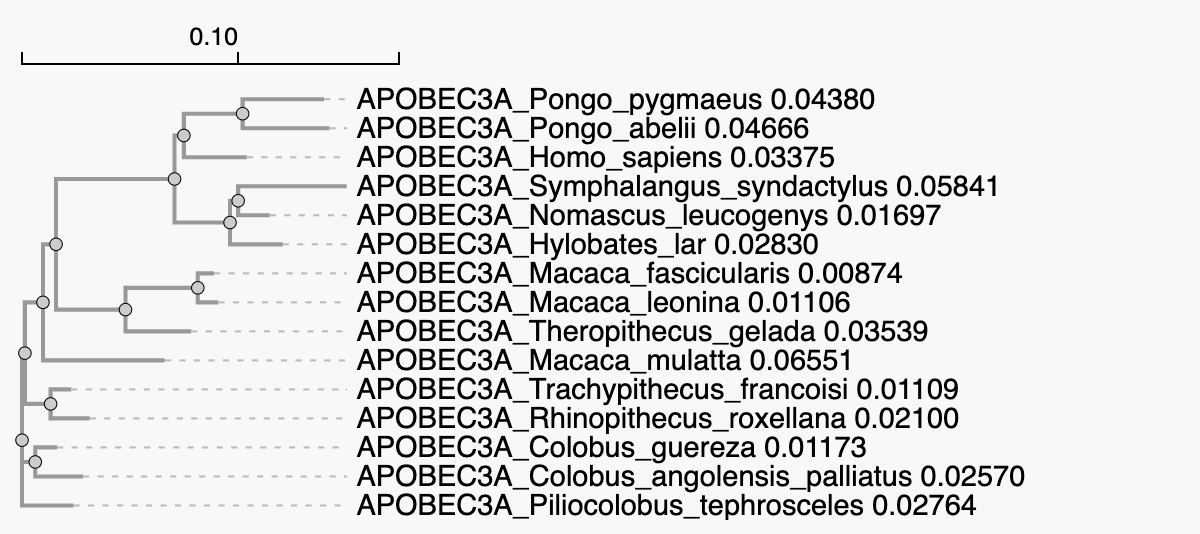 0.10
APOBEC3A_Pongo_pygmaeus 0.04380
APOBEC3A_Pongo_abelii 0.04666
APOBEC3A_Homo_sapiens 0.03375
APOBEC3A_Symphalangus_syndactylus 0.05841
APOBEC3A_Nomascus_leucogenys 0.01697
APOBEC3A_Hylobates_lar 0.02830
APOBEC3A_Macaca_fascicularis 0.00874
APOBEC3A_Macaca_leonina 0.01106
APOBEC3A_Theropithecus_gelada 0.03539
APOBEC3A_Macaca_mulatta 0.06551
APOBEC3A_Trachypithecus_francoisi 0.01109
APOBEC3A_Rhinopithecus_roxellana 0.02100
APOBEC3A_Colobus_guereza 0.01173
APOBEC3A_Colobus_angolensis_palliatus 0.02570
APOBEC3A_Piliocolobus_tephrosceles 0.02764